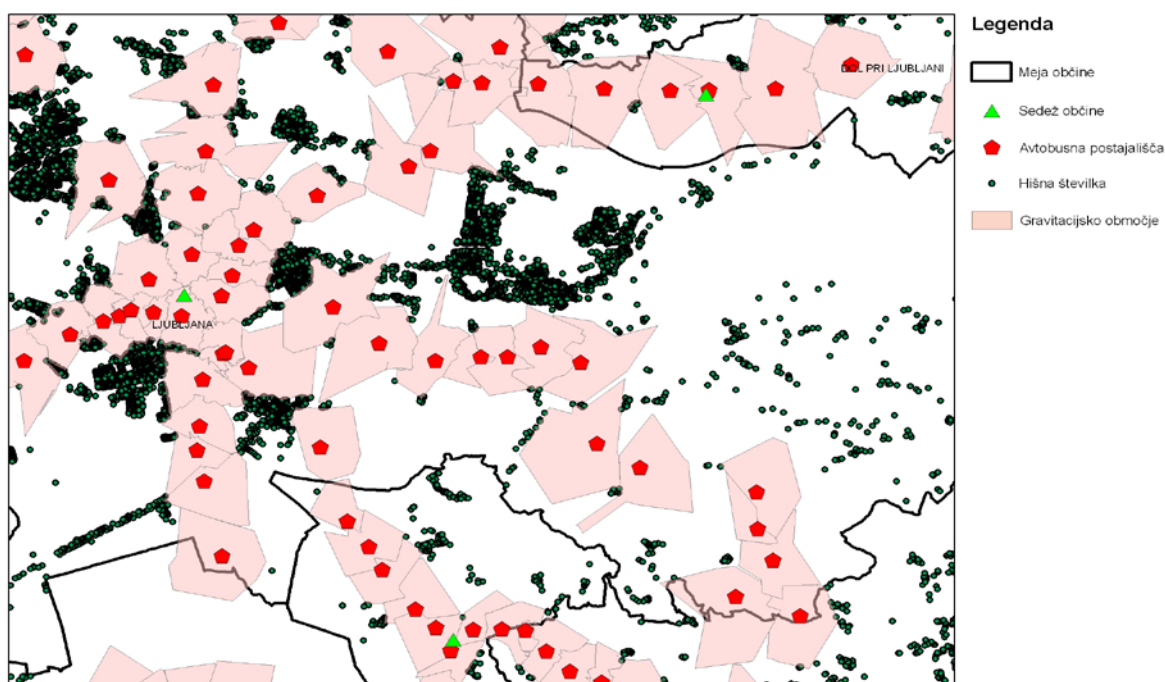 Legenda
Meja občine
Sedež občine
Avtobusna postajališča
Hišna številka
Gravitacijsko območje
DOL PRI LJUBLJANI
LJUBLJANA